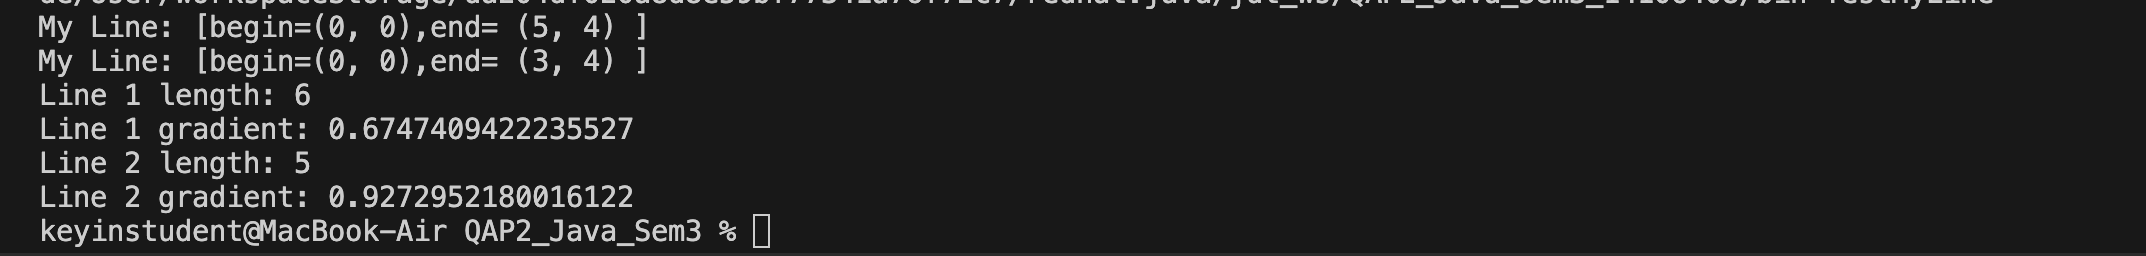 My Line: [begin=(0, 0),end= (5, 4) ]
My Line: [begin=(0, 0),end= (3, 4) ]
Line 1 length: 6
Line 1 gradient: 0.6747409422235527
Line 2 length: 5
Line 2 gradient: 0.9272952180016122
keyinstudent@MacBook-Air QAP2_Java_Sem3 %